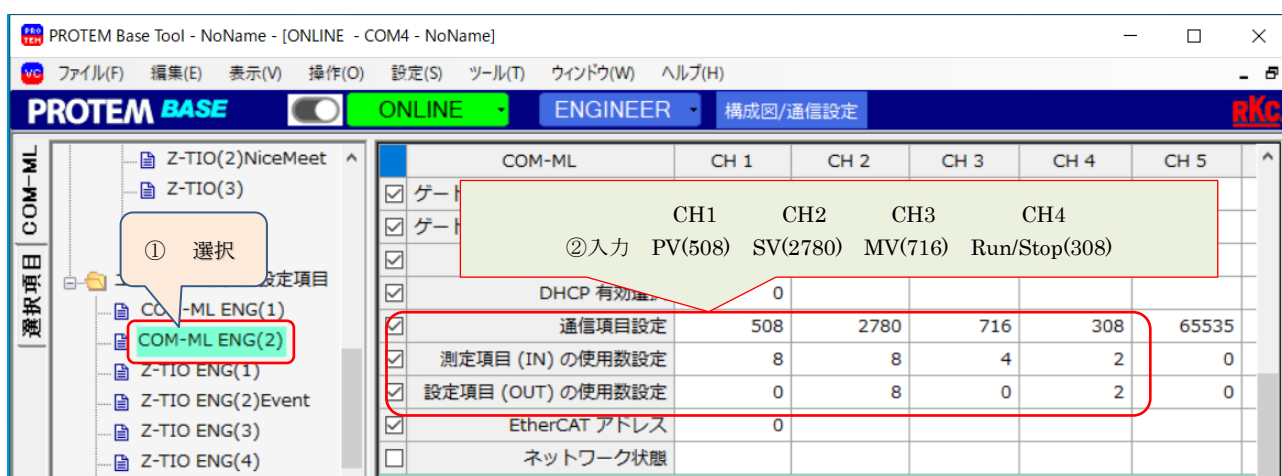 PROTEM Base Tool - NoName - [ONLINE - COM4 - NoName]
ファイル(F) 編集(E) 表示(V) 操作(O) 設定(S) ツール(T) ウィンドウ(W) ヘルプ(H)
PROTEM BASE ONLINE ENGINEER 構成図/通信設定 RKC
COM-ML
選択項目
Z-TIO(2)NiceMeet
Z-TIO(3)
① 選択
設定項目
COM-ML ENG(1)
COM-ML ENG(2)
Z-TIO ENG(1)
Z-TIO ENG(2)Event
Z-TIO ENG(3)
Z-TIO ENG(4)
COM-ML CH 1 CH 2 CH 3 CH 4 CH 5
ゲート
ゲート
CH1 CH2 CH3 CH4
②入力 PV(508) SV(2780) MV(716) Run/Stop(308)
DHCP 有効 0
通信項目設定 508 2780 716 308 65535
測定項目 (IN) の使用数設定 8 8 4 2 0
設定項目 (OUT) の使用数設定 0 8 0 2 0
EtherCAT アドレス 0
ネットワーク状態